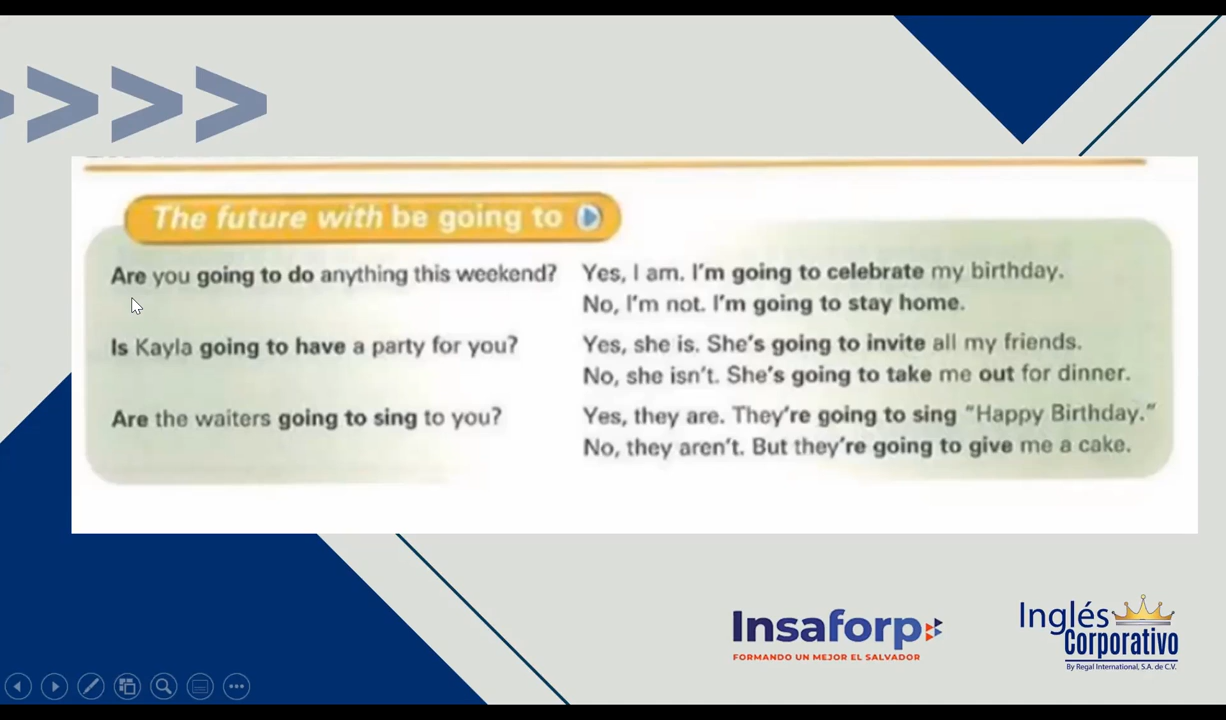 The future with be going to
Are you going to do anything this weekend?
Yes, I am. I'm going to celebrate my birthday.
No, I'm not. I'm going to stay home.
Is Kayla going to have a party for you?
Yes, she is. She's going to invite all my friends.
No, she isn't. She's going to take me out for dinner.
Are the waiters going to sing to you?
Yes, they are. They're going to sing “Happy Birthday.”
No, they aren't. But they're going to give me a cake.
Insaforp
FORMANDO UN MEJOR EL SALVADOR
Inglés
Corporativo
By Regal International, S.A. de C.V.